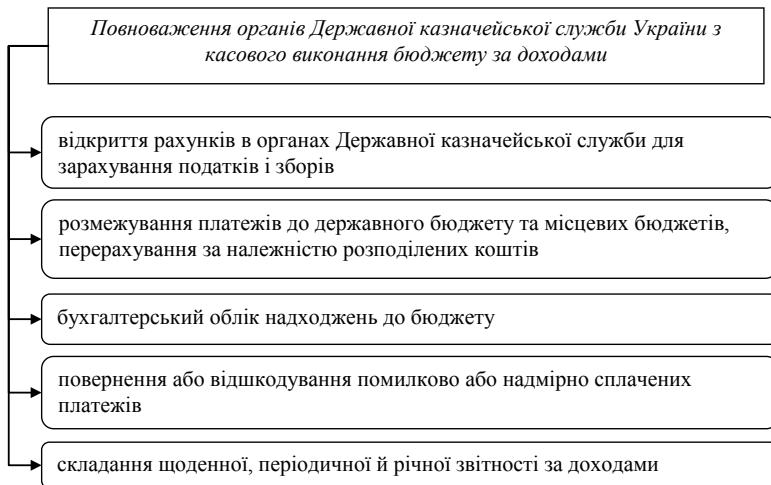 Повноваження органів Державної казначейської служби України з
касового виконання бюджету за доходами
відкриття рахунків в органах Державної казначейської служби для
зарахування податків і зборів
розмежування платежів до державного бюджету та місцевих бюджетів,
перерахування за належністю розподілених коштів
бухгалтерський облік надходжень до бюджету
повернення або відшкодування помилково або надмірно сплачених
платежів
складання щоденної, періодичної й річної звітності за доходами